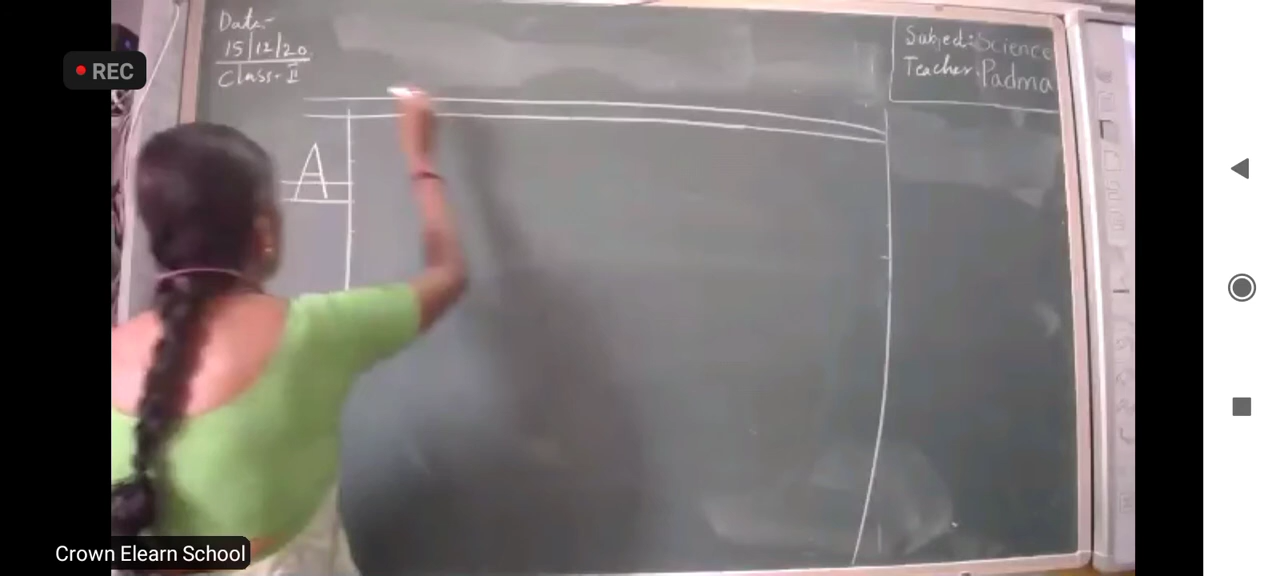 Date:-
15/12/20
Class-II
Subject:Science
Teacher:Padma
REC
A
Crown Elearn School